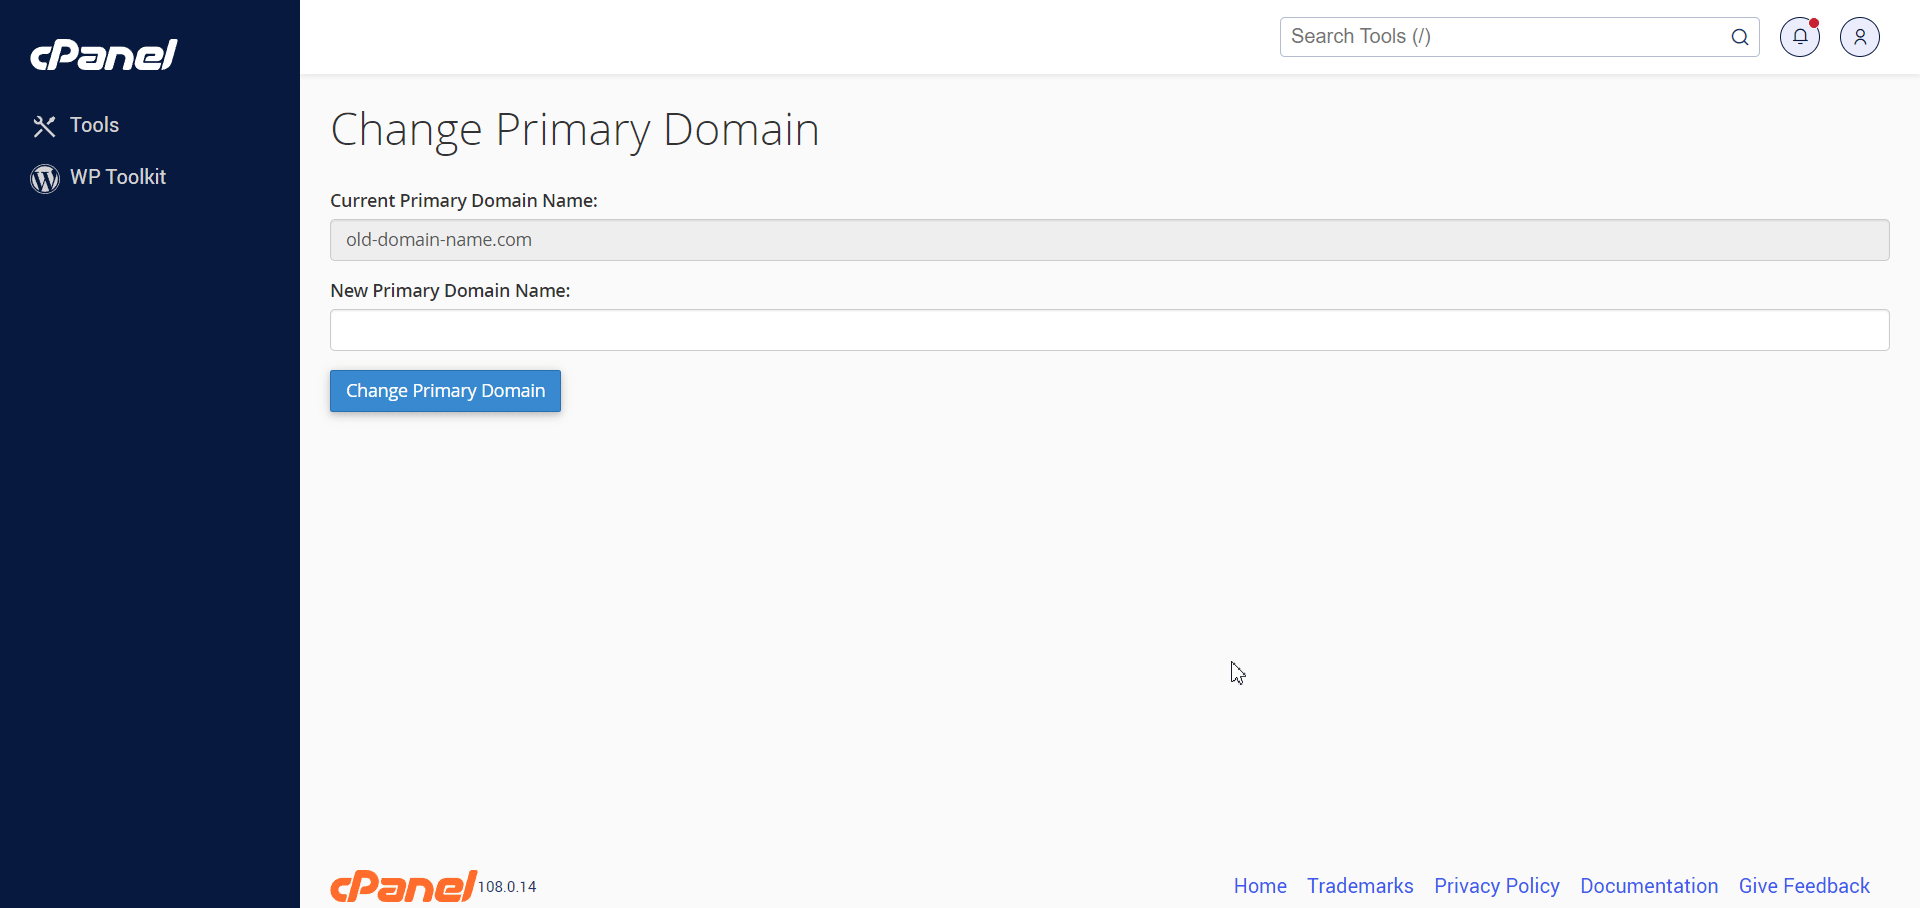 cPanel
Search Tools (/)
Tools
WP Toolkit
Change Primary Domain
Current Primary Domain Name:
old-domain-name.com
New Primary Domain Name:
Change Primary Domain
cPanel 108.0.14
Home Trademarks Privacy Policy Documentation Give Feedback